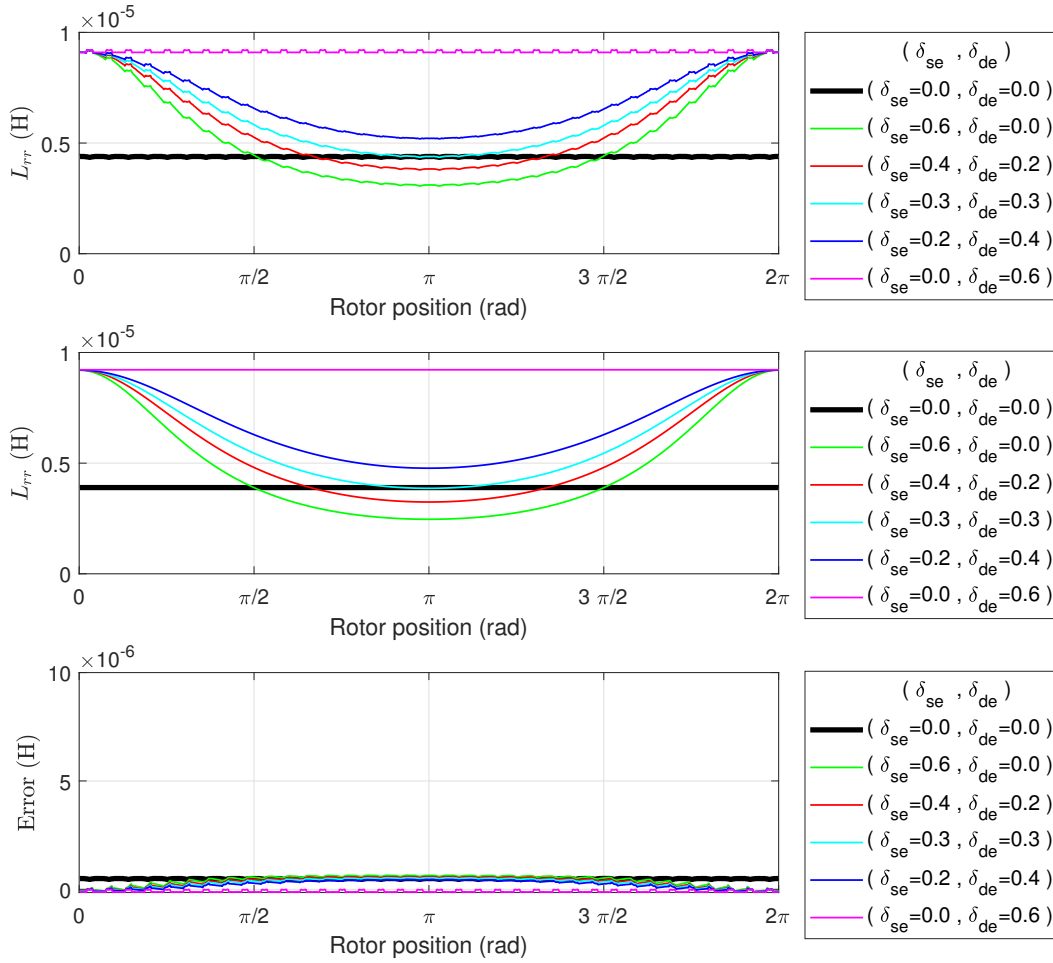 ×10⁻⁵
1
0.5
0
L_rr (H)
0 π/2 π 3 π/2 2π
Rotor position (rad)
( δ_se , δ_de )
( δ_se=0.0 , δ_de=0.0 )
( δ_se=0.6 , δ_de=0.0 )
( δ_se=0.4 , δ_de=0.2 )
( δ_se=0.3 , δ_de=0.3 )
( δ_se=0.2 , δ_de=0.4 )
( δ_se=0.0 , δ_de=0.6 )
×10⁻⁵
1
0.5
0
L_rr (H)
0 π/2 π 3 π/2 2π
Rotor position (rad)
( δ_se , δ_de )
( δ_se=0.0 , δ_de=0.0 )
( δ_se=0.6 , δ_de=0.0 )
( δ_se=0.4 , δ_de=0.2 )
( δ_se=0.3 , δ_de=0.3 )
( δ_se=0.2 , δ_de=0.4 )
( δ_se=0.0 , δ_de=0.6 )
×10⁻⁶
10
5
0
Error (H)
0 π/2 π 3 π/2 2π
Rotor position (rad)
( δ_se , δ_de )
( δ_se=0.0 , δ_de=0.0 )
( δ_se=0.6 , δ_de=0.0 )
( δ_se=0.4 , δ_de=0.2 )
( δ_se=0.3 , δ_de=0.3 )
( δ_se=0.2 , δ_de=0.4 )
( δ_se=0.0 , δ_de=0.6 )